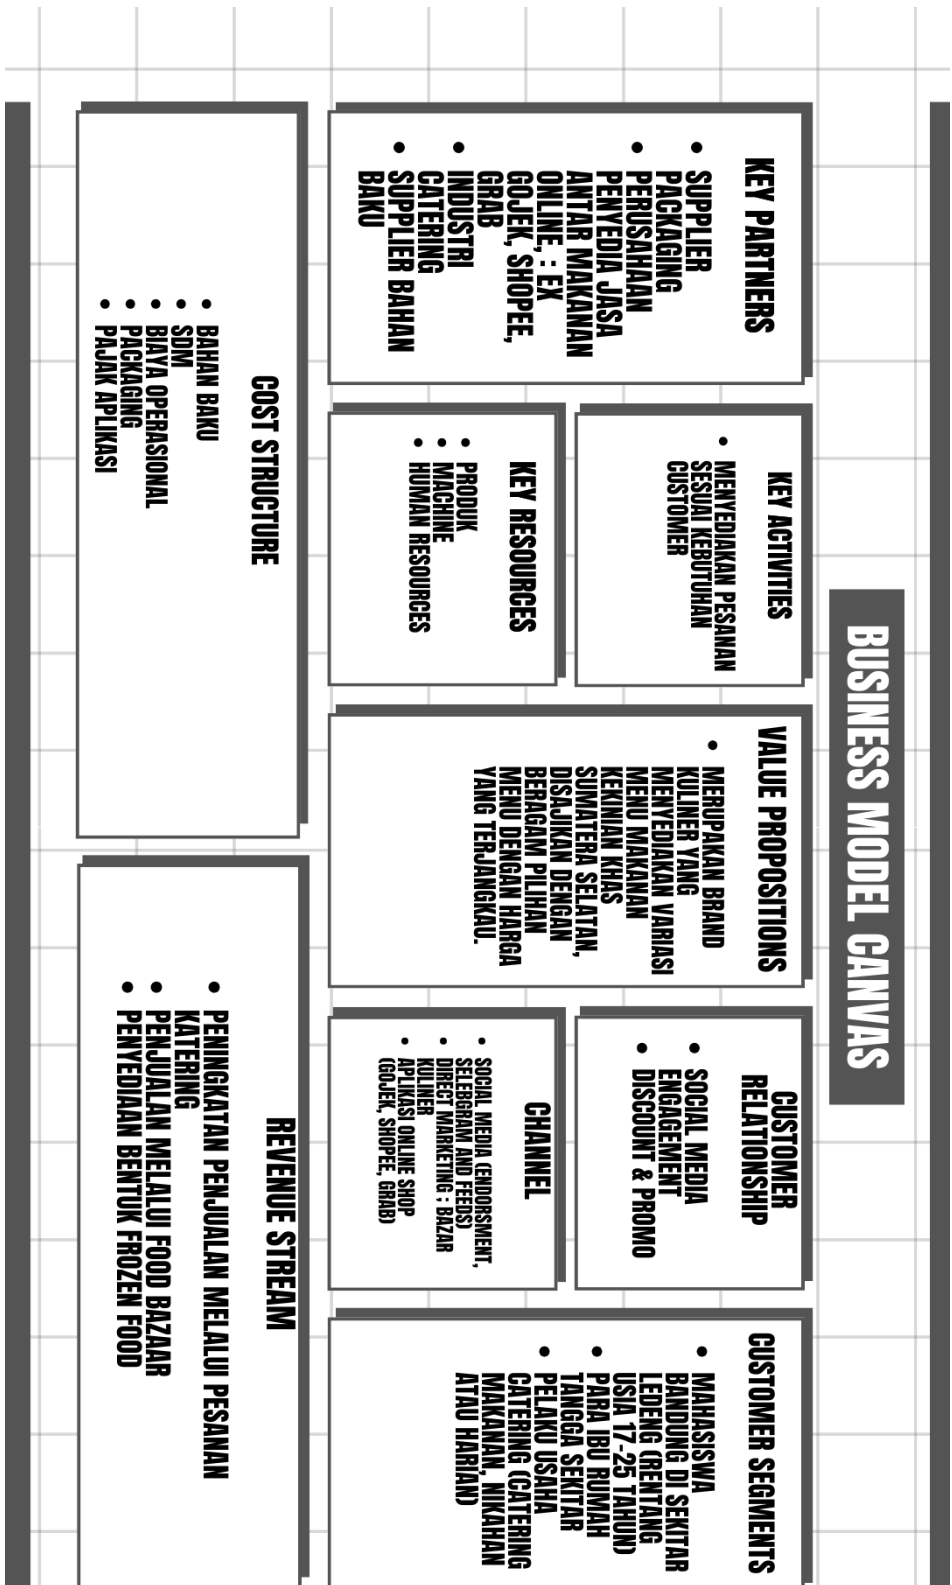 BUSINESS MODEL CANVAS
KEY PARTNERS
SUPPLIER
PACKAGING
PERUSAHAAN
PENYEDIA JASA
ANTAR MAKANAN
ONLINE, : EX
GOJEK, SHOPEE,
GRAB
INDUSTRI
CATERING
SUPPLIER BAHAN
BAKU
KEY ACTIVITIES
MENYEDIAKAN PESANAN
SESUAI KEBUTUHAN
CUSTOMER
KEY RESOURCES
PRODUK
MACHINE
HUMAN RESOURCES
VALUE PROPOSITIONS
MERUPAKAN BRAND
KULINER YANG
MENYEDIAKAN VARIASI
MENU MAKANAN
KEKINIAN KHAS
SUMATERA SELATAN,
DISAJIKAN DENGAN
BERAGAM PILIHAN
MENU DENGAN HARGA
YANG TERJANGKAU.
CUSTOMER
RELATIONSHIP
SOCIAL MEDIA
ENGAGEMENT
DISCOUNT & PROMO
CHANNEL
SOCIAL MEDIA (ENDORSMENT,
SELEBGRAM AND FEEDS)
DIRECT MARKETING ; BAZAR
KULINER
APLIKASI ONLINE SHOP
(GOJEK, SHOPEE, GRAB)
CUSTOMER SEGMENTS
MAHASISWA
BANDUNG DI SEKITAR
LEDENG (RENTANG
USIA 17-25 TAHUN)
PARA IBU RUMAH
TANGGA SEKITAR
PELAKU USAHA
CATERING (CATERING
MAKANAN, NIKAHAN
ATAU HARIAN)
COST STRUCTURE
BAHAN BAKU
SDM
BIAYA OPERASIONAL
PACKAGING
PAJAK APLIKASI
REVENUE STREAM
PENINGKATAN PENJUALAN MELALUI PESANAN
KATERING
PENJUALAN MELALUI FOOD BAZAAR
PENYEDIAAN BENTUK FROZEN FOOD